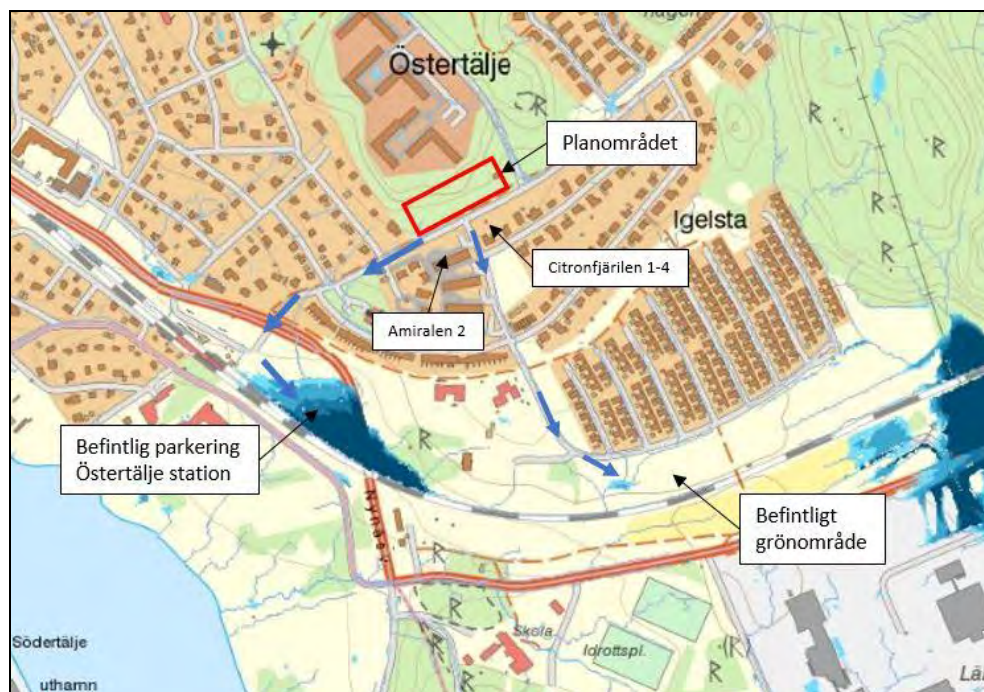 Östertälje
Planområdet
Igelsta
Citronfjärilen 1-4
Amiralen 2
Befintlig parkering
Östertälje station
Befintligt
grönområde
Skola
Idrottspl.
Södertälje
uthamn
R
R
R
R
R
R
R
R
R
R
(R)